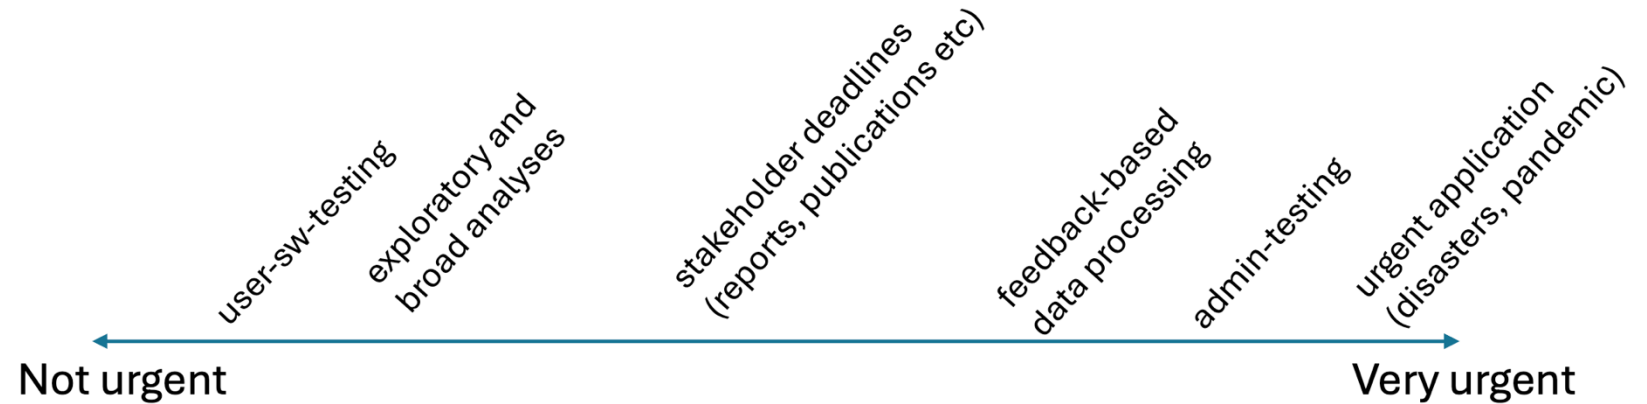 user-sw-testing
exploratory and
broad analyses
stakeholder deadlines
(reports, publications etc)
feedback-based
data processing
admin-testing
urgent application
(disasters, pandemic)
Not urgent
Very urgent